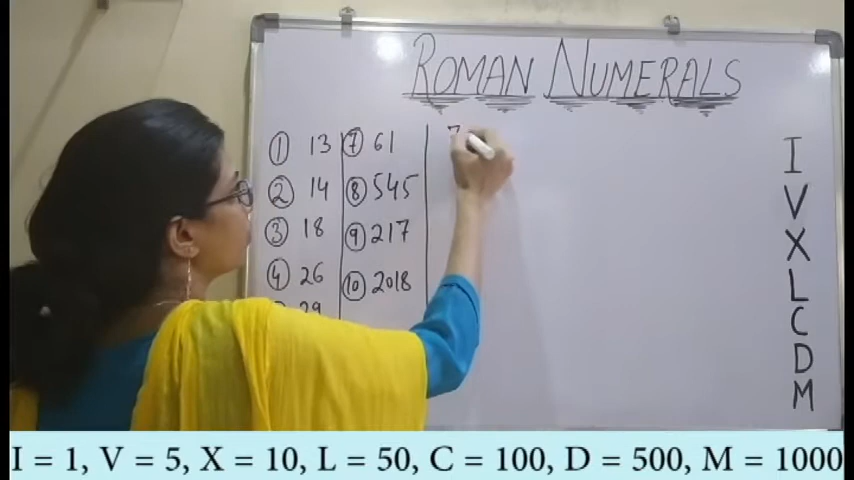 ROMAN NUMERALS
1 13
2 14
3 18
4 26
29
7 61
8 545
9 217
10 2018
I
V
X
L
C
D
M
I = 1, V = 5, X = 10, L = 50, C = 100, D = 500, M = 1000